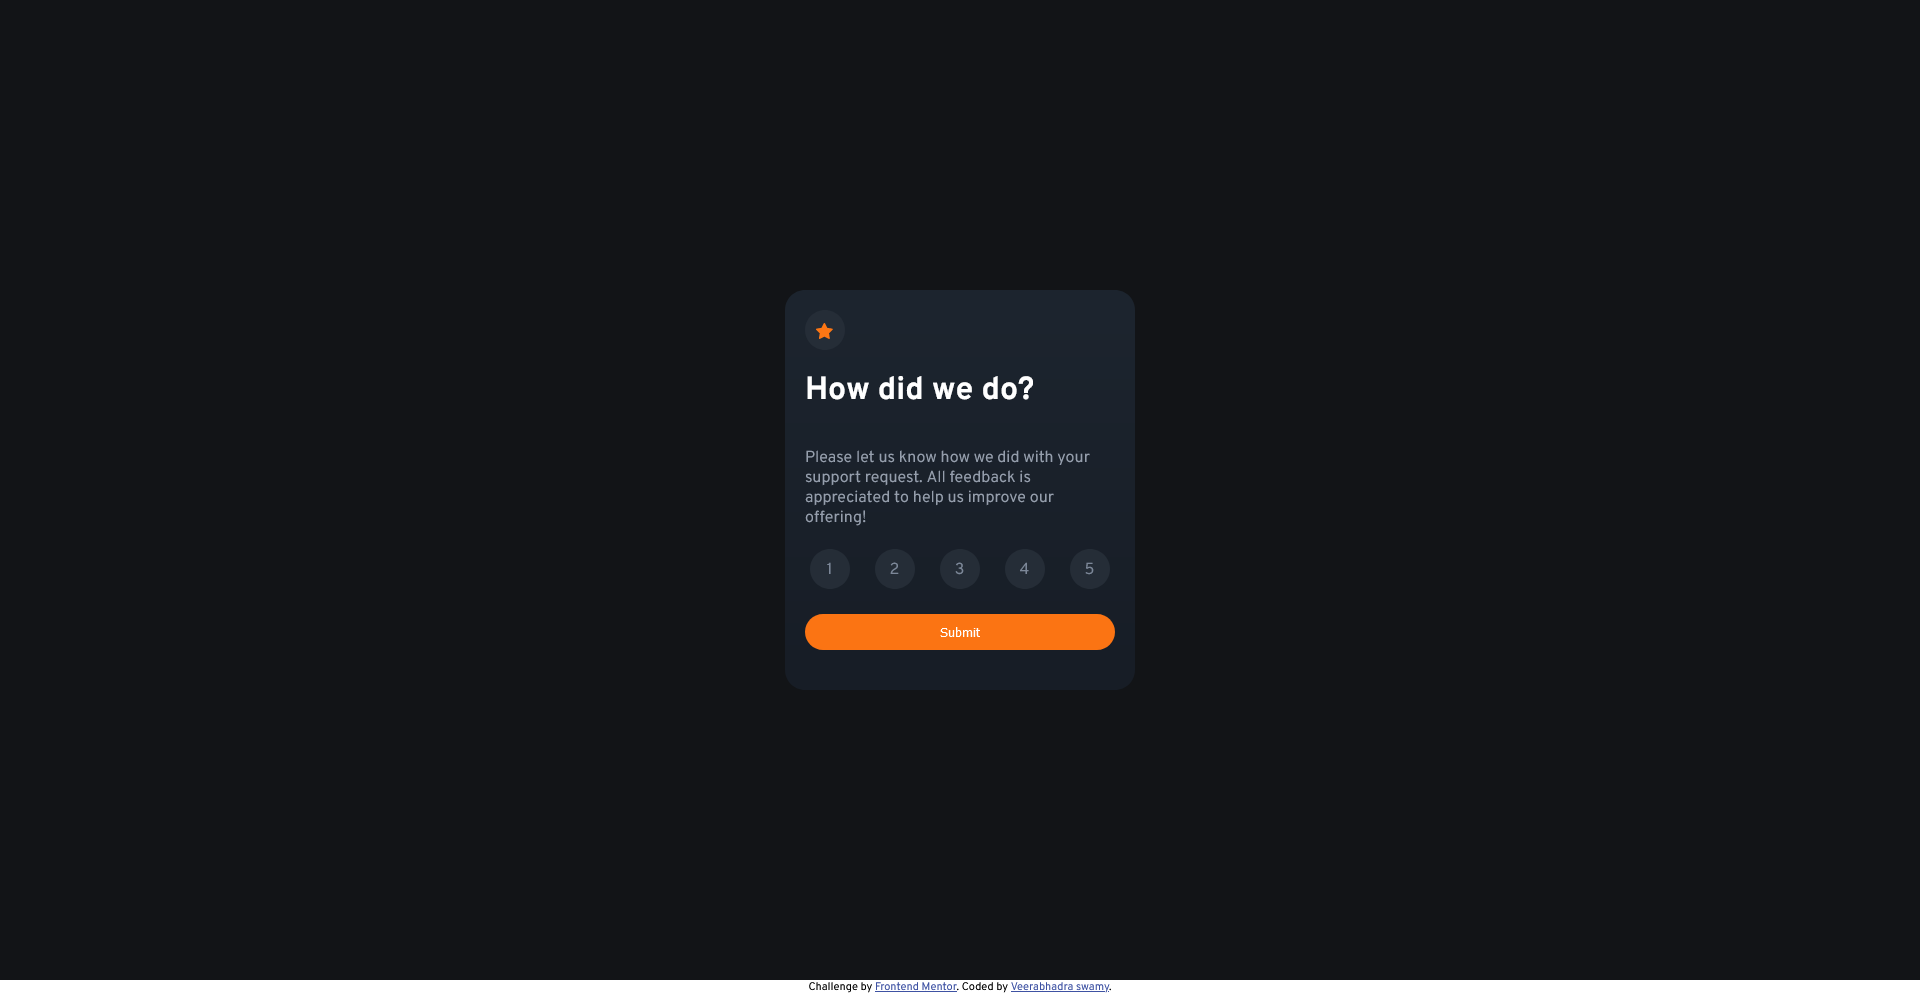 How did we do?
Please let us know how we did with your
support request. All feedback is
appreciated to help us improve our
offering!
1 2 3 4 5
Submit
Challenge by Frontend Mentor. Coded by Veerabhadra swamy.